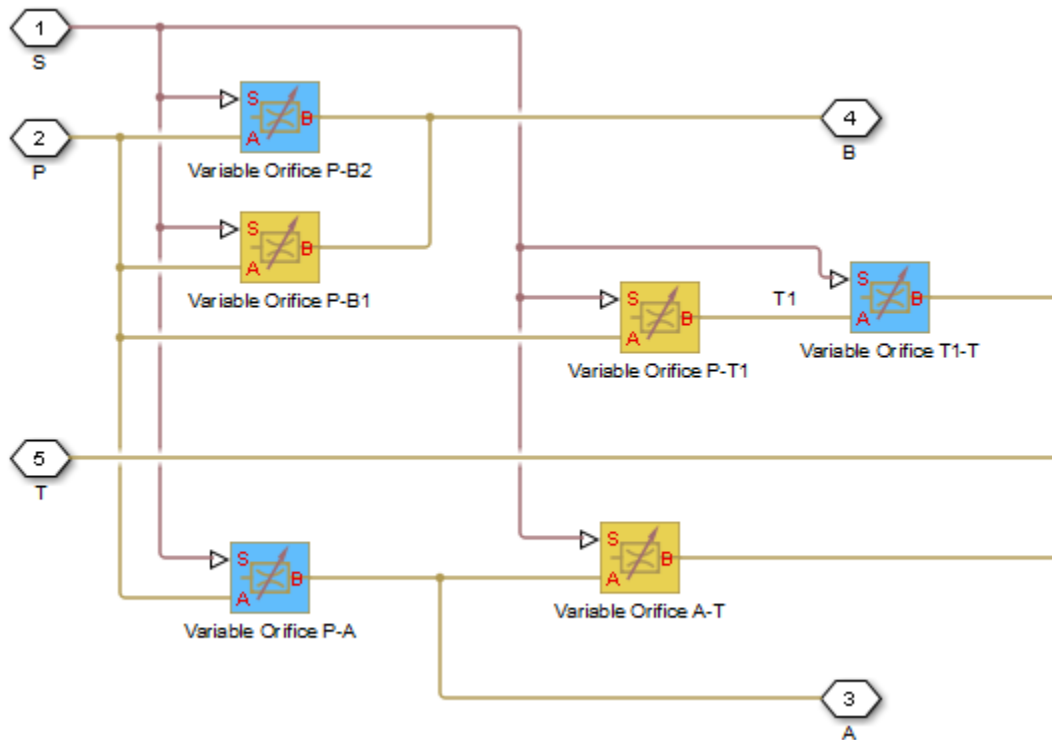 1
S
S
A
B
Variable Orifice P-B2
2
P
4
B
S
A
B
Variable Orifice P-B1
S
A
B
Variable Orifice P-T1
T1
S
A
B
Variable Orifice T1-T
5
T
S
A
B
Variable Orifice P-A
S
A
B
Variable Orifice A-T
3
A